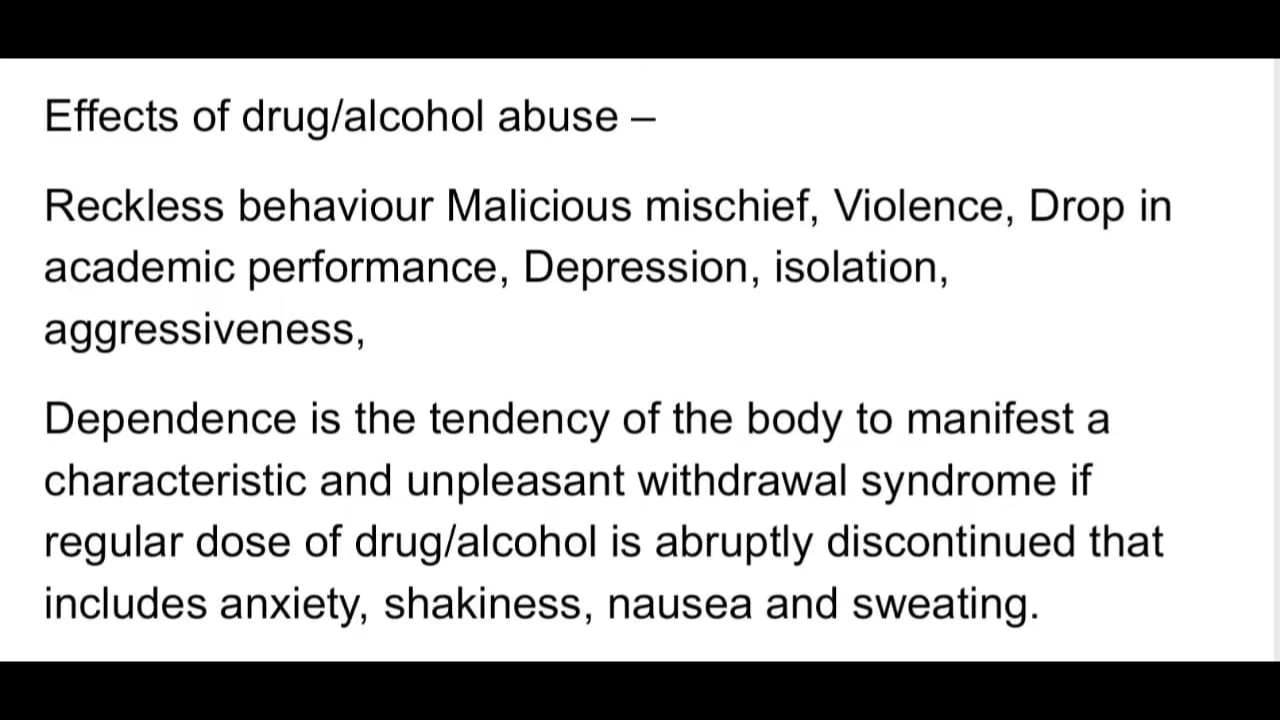 Effects of drug/alcohol abuse –
Reckless behaviour Malicious mischief, Violence, Drop in
academic performance, Depression, isolation,
aggressiveness,
Dependence is the tendency of the body to manifest a
characteristic and unpleasant withdrawal syndrome if
regular dose of drug/alcohol is abruptly discontinued that
includes anxiety, shakiness, nausea and sweating.